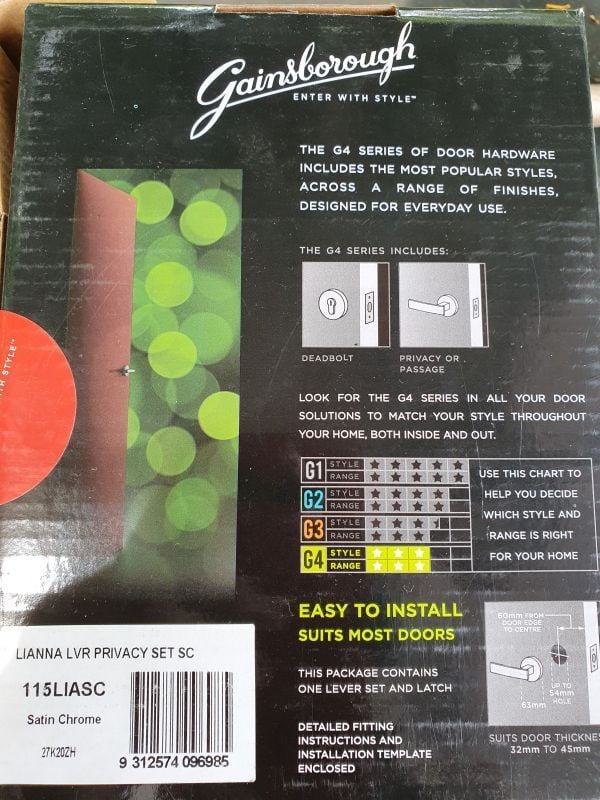 Gainsborough
ENTER WITH STYLE™
THE G4 SERIES OF DOOR HARDWARE
INCLUDES THE MOST POPULAR STYLES,
ACROSS A RANGE OF FINISHES,
DESIGNED FOR EVERYDAY USE.
THE G4 SERIES INCLUDES:
DEADBOLT
PRIVACY OR
PASSAGE
STYLE™
LOOK FOR THE G4 SERIES IN ALL YOUR DOOR
SOLUTIONS TO MATCH YOUR STYLE THROUGHOUT
YOUR HOME, BOTH INSIDE AND OUT.
G1 STYLE
RANGE
G2 STYLE
RANGE
G3 STYLE
RANGE
G4 STYLE
RANGE
USE THIS CHART TO
HELP YOU DECIDE
WHICH STYLE AND
RANGE IS RIGHT
FOR YOUR HOME
EASY TO INSTALL
SUITS MOST DOORS
THIS PACKAGE CONTAINS
ONE LEVER SET AND LATCH
DETAILED FITTING
INSTRUCTIONS AND
INSTALLATION TEMPLATE
ENCLOSED
60mm FROM
DOOR EDGE
TO CENTRE
UP TO
54mm
HOLE
63mm
SUITS DOOR THICKNES
32mm TO 45mm
LIANNA LVR PRIVACY SET SC
115LIASC
Satin Chrome
27K20ZH
9 312574 096985